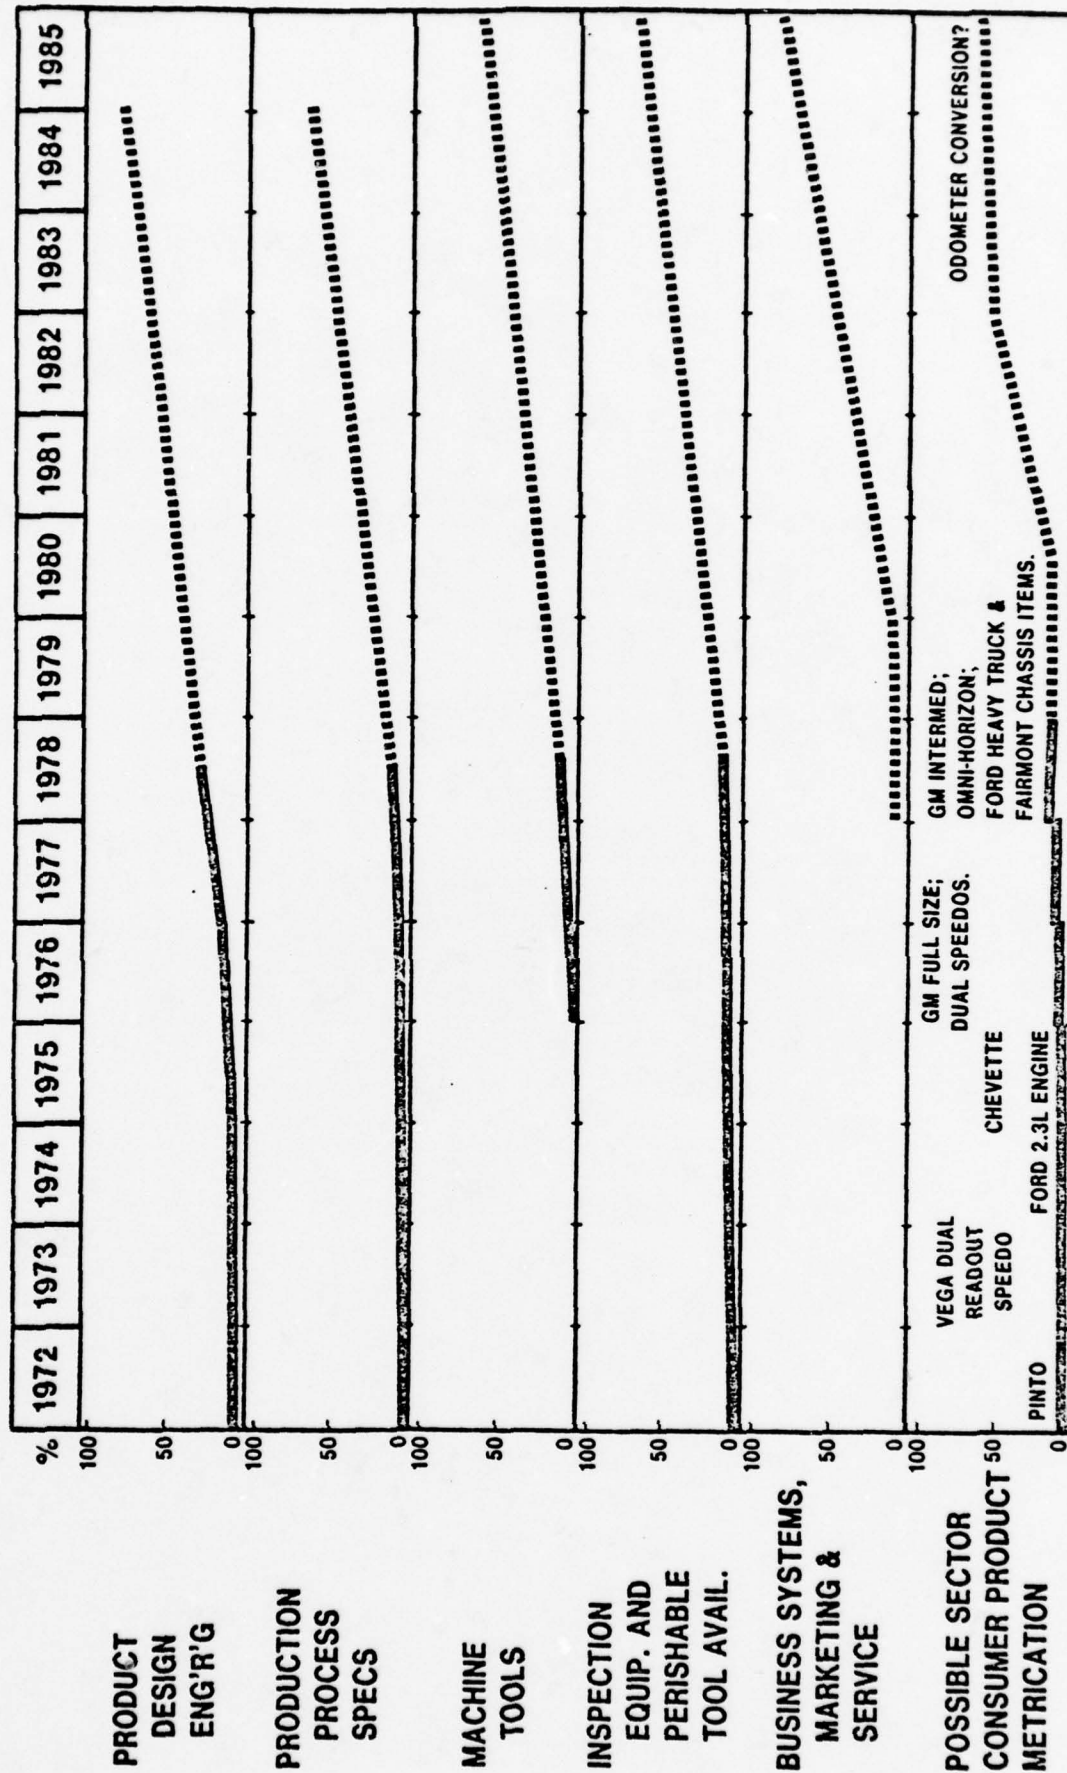 % 1972 1973 1974 1975 1976 1977 1978 1979 1980 1981 1982 1983 1984 1985
PRODUCT
DESIGN
ENG'R'G
100
50
0
PRODUCTION
PROCESS
SPECS
100
50
0
MACHINE
TOOLS
100
50
0
INSPECTION
EQUIP. AND
PERISHABLE
TOOL AVAIL.
100
50
0
BUSINESS SYSTEMS,
MARKETING &
SERVICE
100
50
0
POSSIBLE SECTOR
CONSUMER PRODUCT
METRICATION
100
50
0
PINTO
VEGA DUAL
READOUT
SPEEDO
FORD 2.3L ENGINE
CHEVETTE
GM FULL SIZE;
DUAL SPEEDOS.
GM INTERMED;
OMNI-HORIZON;
FORD HEAVY TRUCK &
FAIRMONT CHASSIS ITEMS.
ODOMETER CONVERSION?